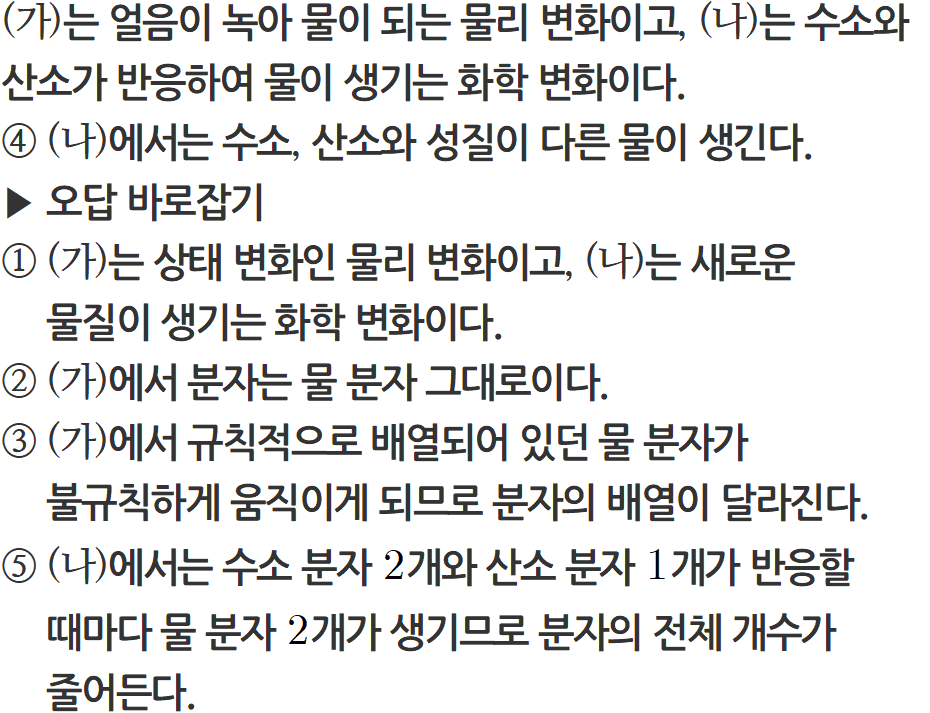 (가)는 얼음이 녹아 물이 되는 물리 변화이고, (나)는 수소와
산소가 반응하여 물이 생기는 화학 변화이다.
④ (나)에서는 수소, 산소와 성질이 다른 물이 생긴다.
▶ 오답 바로잡기
① (가)는 상태 변화인 물리 변화이고, (나)는 새로운
물질이 생기는 화학 변화이다.
② (가)에서 분자는 물 분자 그대로이다.
③ (가)에서 규칙적으로 배열되어 있던 물 분자가
불규칙하게 움직이게 되므로 분자의 배열이 달라진다.
⑤ (나)에서는 수소 분자 2개와 산소 분자 1개가 반응할
때마다 물 분자 2개가 생기므로 분자의 전체 개수가
줄어든다.